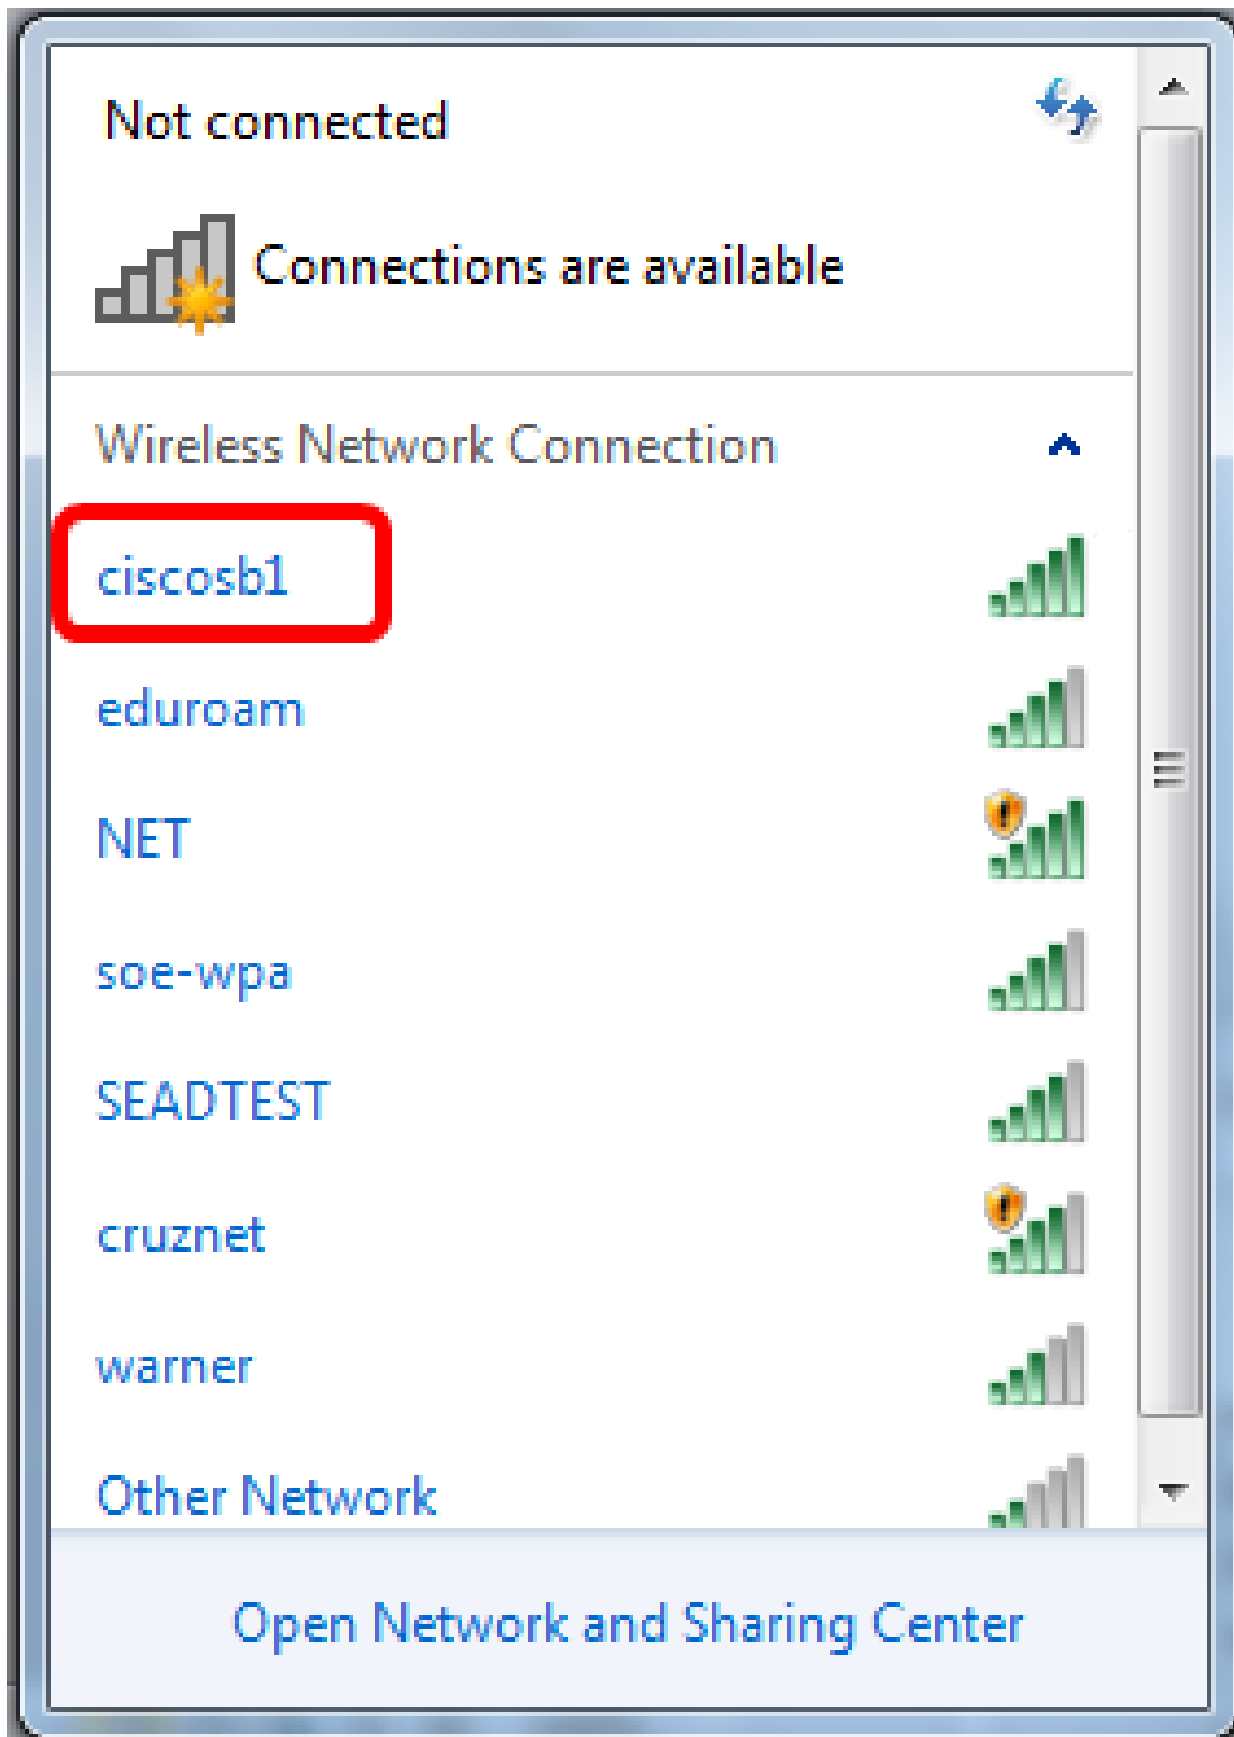 Not connected
Connections are available
Wireless Network Connection
ciscosb1
eduroam
NET
soe-wpa
SEADTEST
cruznet
warner
Other Network
Open Network and Sharing Center